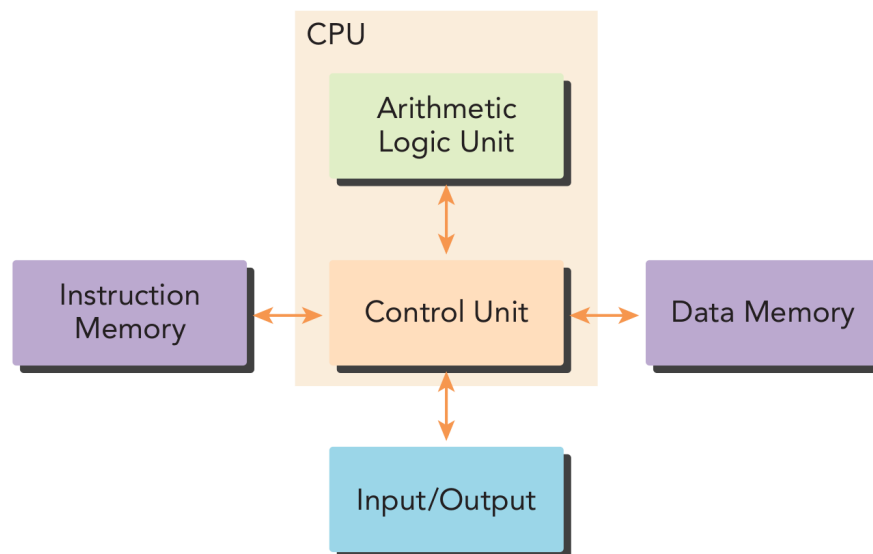 CPU
Arithmetic
Logic Unit
Instruction
Memory
Control Unit
Data Memory
Input/Output